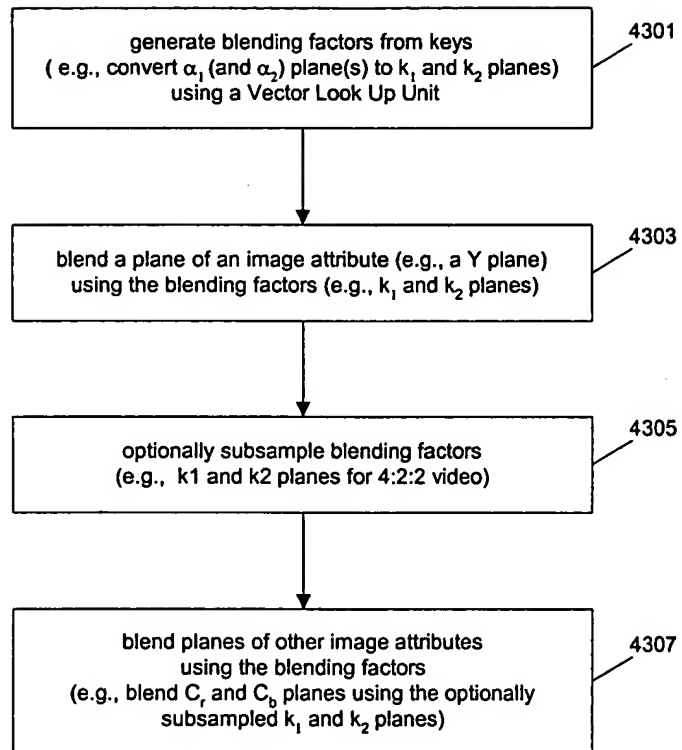 generate blending factors from keys
( e.g., convert α₁ (and α₂) plane(s) to k₁ and k₂ planes)
using a Vector Look Up Unit
4301
blend a plane of an image attribute (e.g., a Y plane)
using the blending factors (e.g., k₁ and k₂ planes)
4303
optionally subsample blending factors
(e.g., k1 and k2 planes for 4:2:2 video)
4305
blend planes of other image attributes
using the blending factors
(e.g., blend Cᵣ and C_b planes using the optionally
subsampled k₁ and k₂ planes)
4307